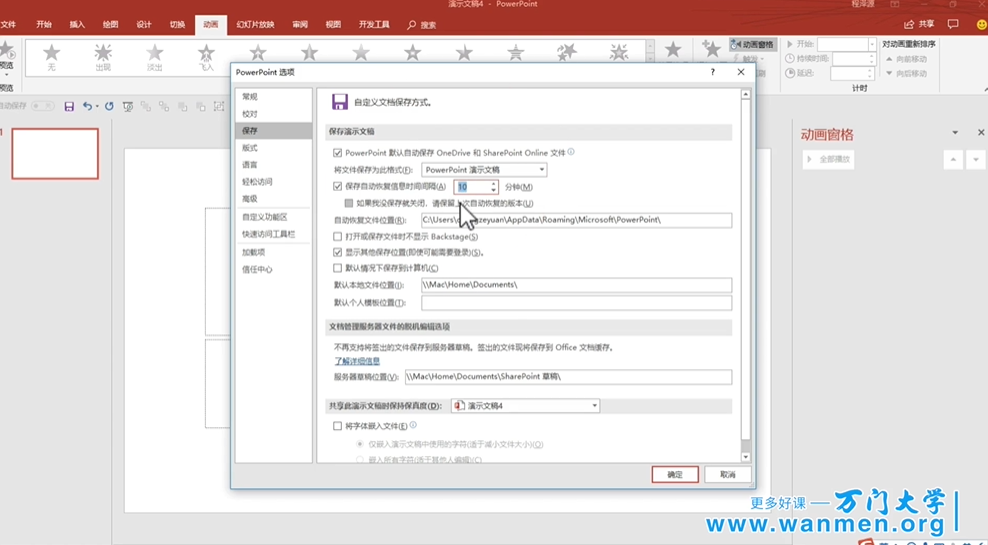 演示文稿4 - PowerPoint
程泽源
文件 开始 插入 绘图 设计 切换 动画 幻灯片放映 审阅 视图 开发工具 搜索
共享
无 出现 淡出 飞入
动画窗格
开始:
对动画重新排序
持续时间:
向前移动
延迟:
向后移动
预览
计时
自动保存
PowerPoint 选项
?
常规
校对
保存
版式
语言
轻松访问
高级
自定义功能区
快速访问工具栏
加载项
信任中心
自定义文档保存方式。
保存演示文稿
PowerPoint 默认自动保存 OneDrive 和 SharePoint Online 文件
将文件保存为此格式(F): PowerPoint 演示文稿
保存自动恢复信息时间间隔(A) 10 分钟(M)
如果我没保存就关闭，请保留上次自动恢复的版本(U)
自动恢复文件位置(R): zeyuan\AppData\Roaming\Microsoft\PowerPoint\
打开或保存文件时不显示 Backstage(S)
显示其他保存位置(即使可能需要登录)(S)。
默认情况下保存到计算机(C)
默认本地文件位置(I): \\Mac\Home\Documents\
默认个人模板位置(T):
文档管理服务器文件的脱机编辑选项
不再支持将签出的文件保存到服务器草稿。签出的文件现将保存到 Office 文档缓存。
了解详细信息
服务器草稿位置(V): \\Mac\Home\Documents\SharePoint 草稿\
共享此演示文稿时保持保真度(D): 演示文稿4
将字体嵌入文件(E)
仅嵌入演示文稿中使用的字符(适于减小文件大小)(O)
嵌入所有字符(适于其他人编辑)(C)
确定 取消
1
动画窗格
全部播放
更多好课 — 万门大学
www.wanmen.org